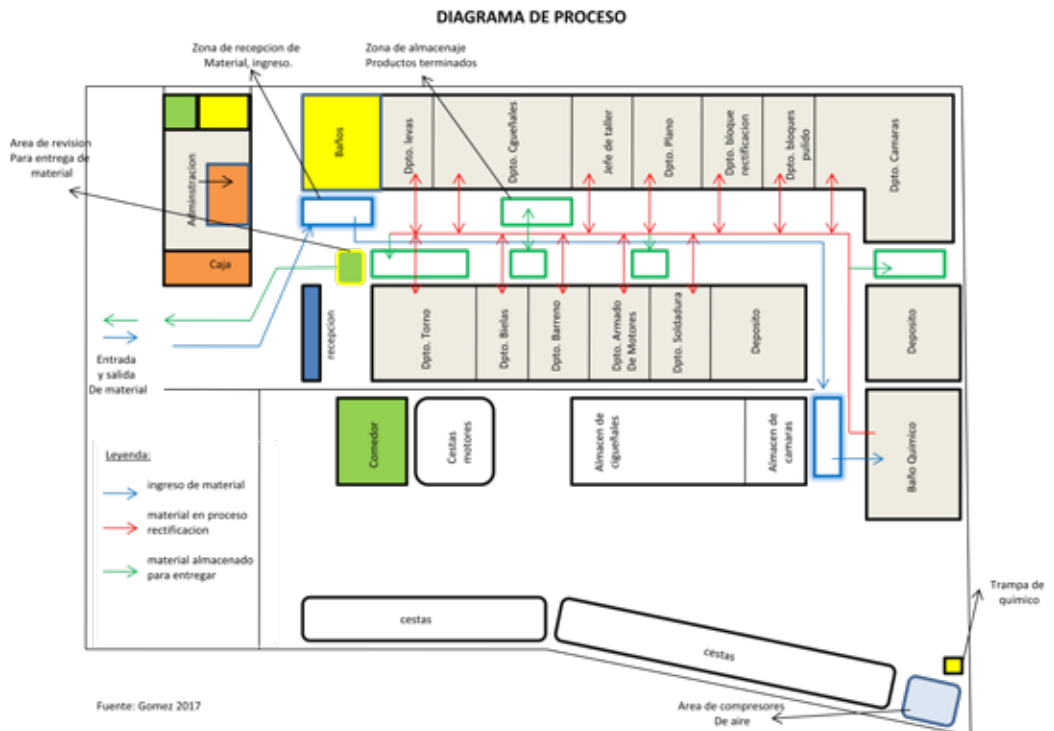 DIAGRAMA DE PROCESO
Zona de recepcion de
Material, ingreso.
Zona de almacenaje
Productos terminados
Area de revision
Para entrega de
material
Adminstracion
Caja
Baños
Dpto. levas
Dpto. Cgueñales
Jefe de taller
Dpto. Plano
Dpto. bloque
rectificacion
Dpto. bloques
pulido
Dpto. Camaras
recepcion
Dpto. Torno
Dpto. Bielas
Dpto. Barreno
Dpto. Armado
De Motores
Dpto. Soldadura
Deposito
Deposito
Entrada
y salida
De material
Comedor
Cestas
motores
Almacen de
cigueñales
Almacen de
camaras
Baño Quimico
Leyenda:
ingreso de material
material en proceso
rectificacion
material almacenado
para entregar
cestas
cestas
Trampa de
quimico
Area de compresores
De aire
Fuente: Gomez 2017